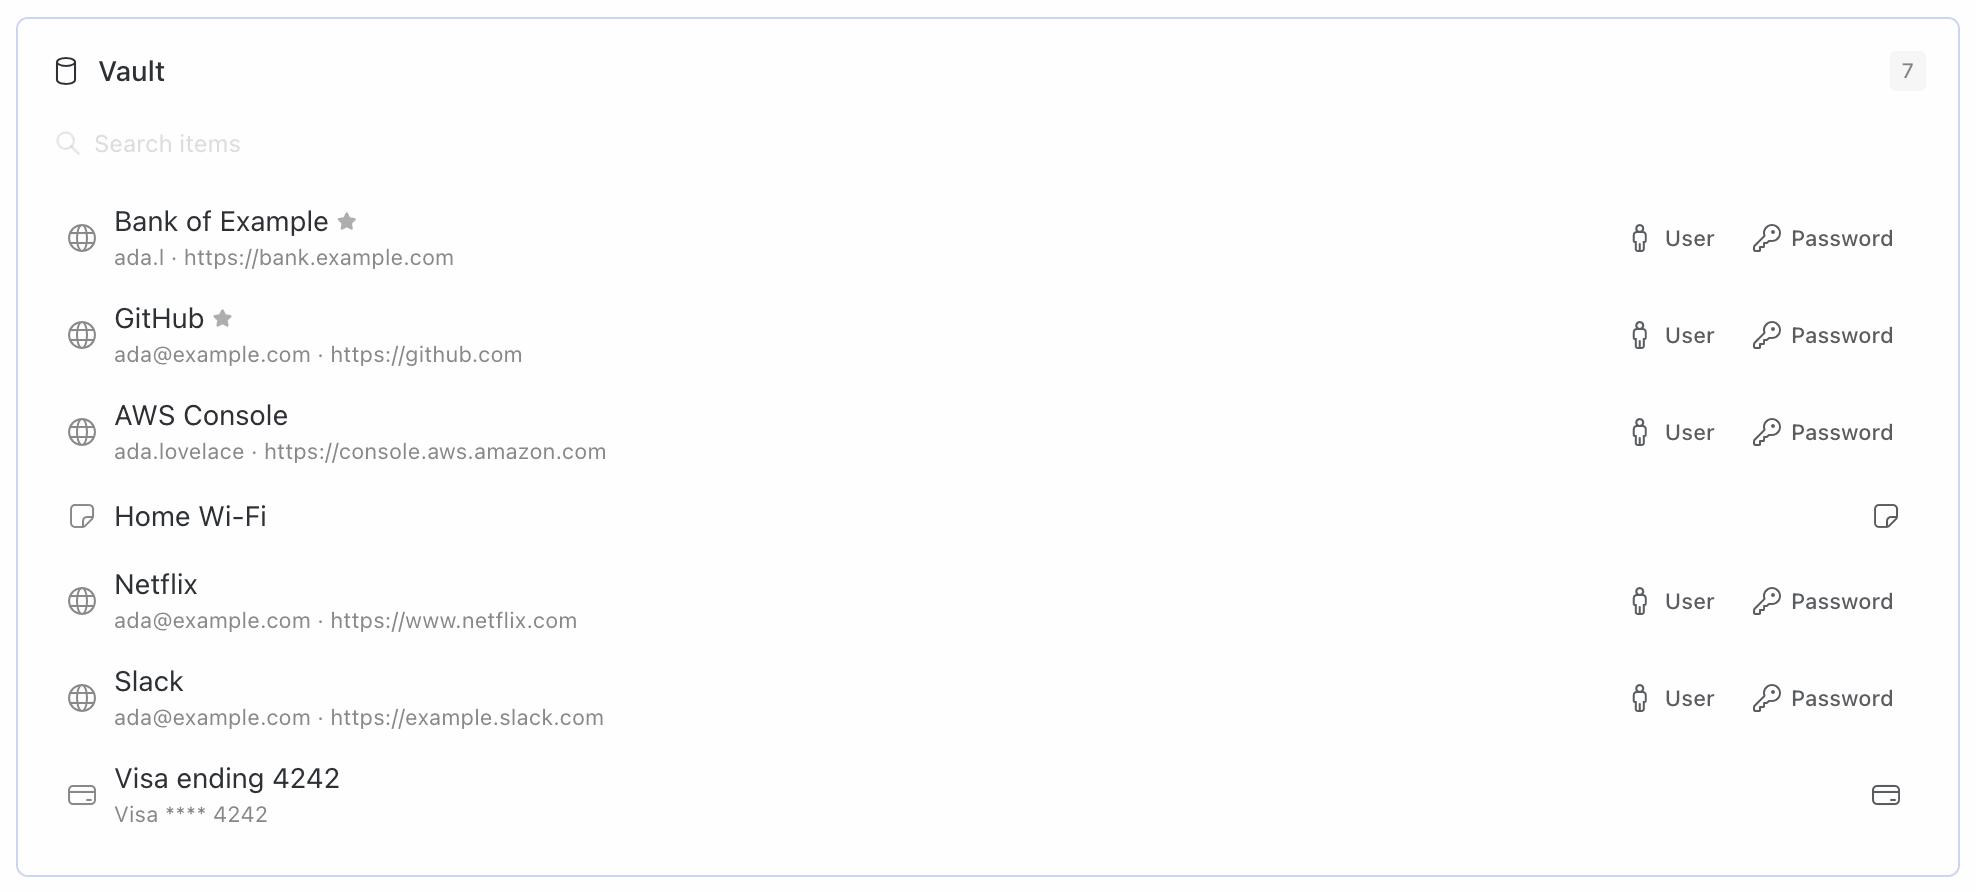 Vault
7
Search items
Bank of Example
ada.l · https://bank.example.com
User
Password
GitHub
ada@example.com · https://github.com
User
Password
AWS Console
ada.lovelace · https://console.aws.amazon.com
User
Password
Home Wi-Fi
Netflix
ada@example.com · https://www.netflix.com
User
Password
Slack
ada@example.com · https://example.slack.com
User
Password
Visa ending 4242
Visa **** 4242